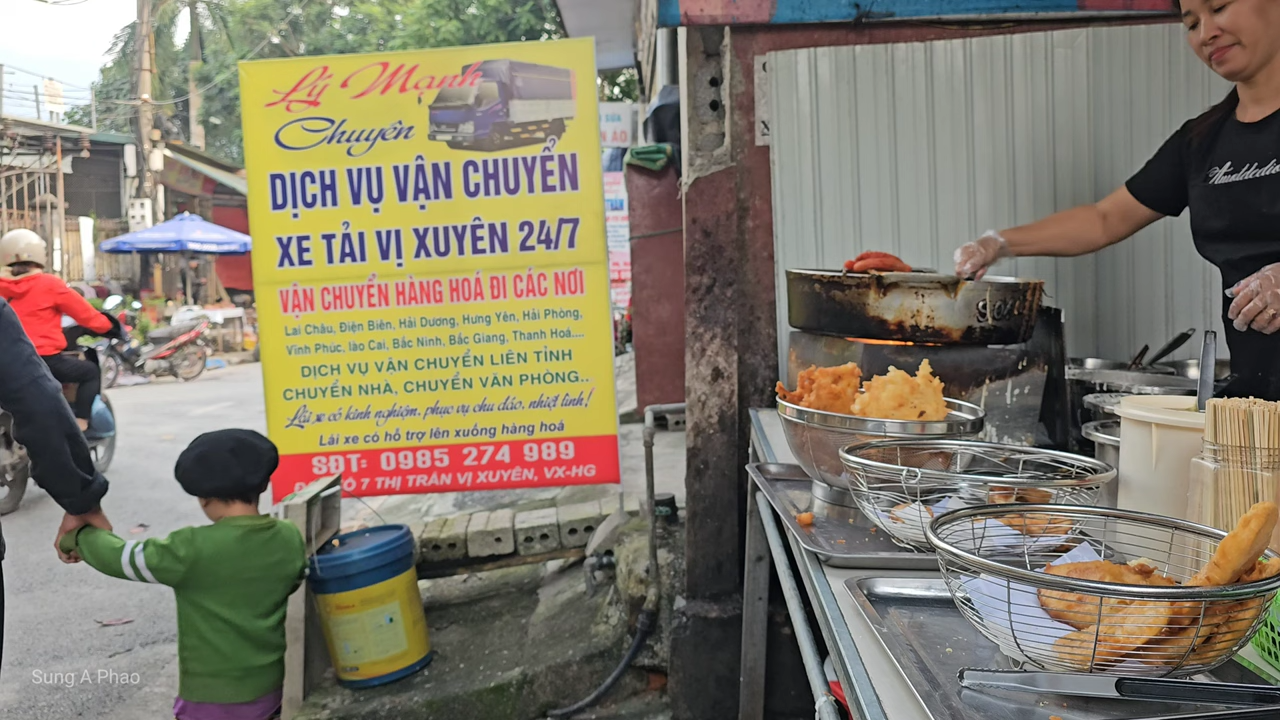 Lý Mạnh
Chuyên
DỊCH VỤ VẬN CHUYỂN
XE TẢI VỊ XUYÊN 24/7
VẬN CHUYỂN HÀNG HOÁ ĐI CÁC NƠI
Lai Châu, Điện Biên, Hải Dương, Hưng Yên, Hải Phòng,
Vĩnh Phúc, lào Cai, Bắc Ninh, Bắc Giang, Thanh Hoá....
DỊCH VỤ VẬN CHUYỂN LIÊN TỈNH
CHUYỂN NHÀ, CHUYỂN VĂN PHÒNG..
Lái xe có kinh nghiệm, phục vụ chu đáo, nhiệt tình!
Lái xe có hỗ trợ lên xuống hàng hoá
SĐT: 0985 274 989
TỔ 7 THỊ TRẤN VỊ XUYÊN, VX-HG
Sung A Phao